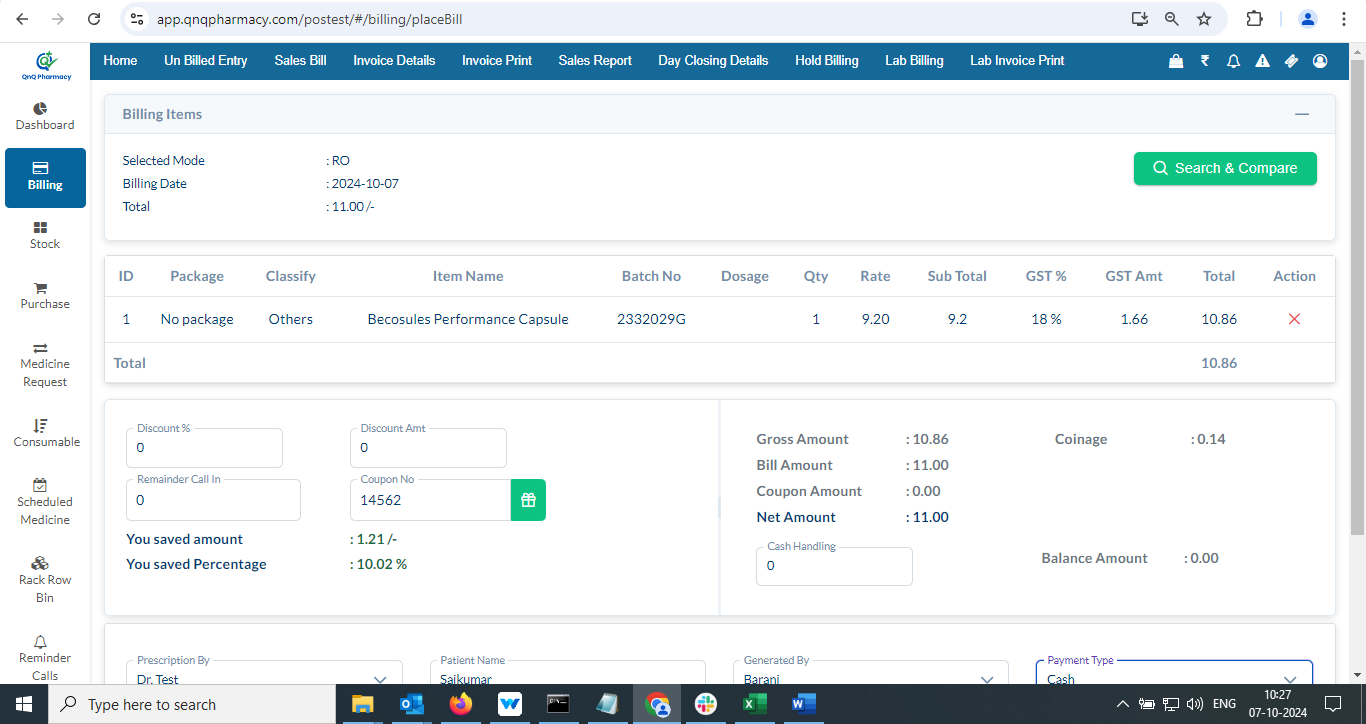 app.qnqpharmacy.com/postest/#/billing/placeBill
QnQ Pharmacy
Home Un Billed Entry Sales Bill Invoice Details Invoice Print Sales Report Day Closing Details Hold Billing Lab Billing Lab Invoice Print
Dashboard
Billing
Stock
Purchase
Medicine
Request
Consumable
Scheduled
Medicine
Rack Row
Bin
Reminder
Calls
Billing Items
Selected Mode : RO
Billing Date : 2024-10-07
Total : 11.00 /-
Search & Compare
ID Package Classify Item Name Batch No Dosage Qty Rate Sub Total GST % GST Amt Total Action
1 No package Others Becosules Performance Capsule 2332029G 1 9.20 9.2 18 % 1.66 10.86
Total 10.86
Discount % Discount Amt
0 0
Remainder Call In Coupon No
0 14562
You saved amount : 1.21 /-
You saved Percentage : 10.02 %
Gross Amount : 10.86 Coinage : 0.14
Bill Amount : 11.00
Coupon Amount : 0.00
Net Amount : 11.00
Cash Handling
0
Balance Amount : 0.00
Prescription By Patient Name Generated By Payment Type
Dr. Test Saikumar Barani Cash
Type here to search
ENG
10:27
07-10-2024